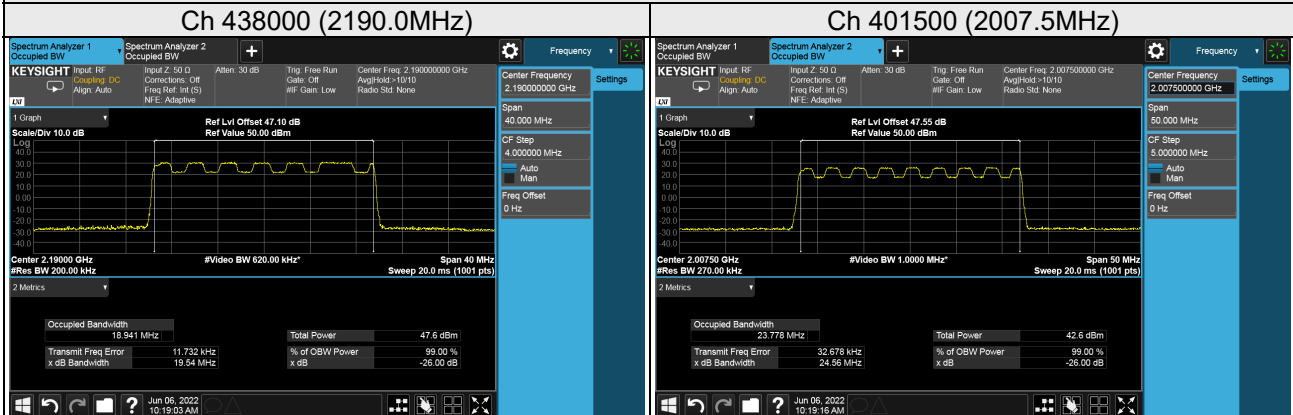 Ch 438000 (2190.0MHz)
Spectrum Analyzer 1
Occupied BW
Spectrum Analyzer 2
Occupied BW
Frequency
KEYSIGHT
Input: RF
Coupling: DC
Align: Auto
Input Z: 50 Ω
Corrections: Off
Freq Ref: Int (S)
NFE: Adaptive
Atten: 30 dB
Trig: Free Run
Gate: Off
#IF Gain: Low
Center Freq: 2.190000000 GHz
Avg|Hold:>10/10
Radio Std: None
LXI
Center Frequency
2.190000000 GHz
Settings
Span
40.000 MHz
CF Step
4.000000 MHz
Auto
Man
Freq Offset
0 Hz
1 Graph
Scale/Div 10.0 dB
Ref Lvl Offset 47.10 dB
Ref Value 50.00 dBm
Log
40.0
30.0
20.0
10.0
0.00
-10.0
-20.0
-30.0
-40.0
Center 2.19000 GHz
#Res BW 200.00 kHz
#Video BW 620.00 kHz*
Span 40 MHz
Sweep 20.0 ms (1001 pts)
2 Metrics
Occupied Bandwidth
18.941 MHz
Total Power 47.6 dBm
Transmit Freq Error 11.732 kHz
% of OBW Power 99.00 %
x dB Bandwidth 19.54 MHz
x dB -26.00 dB
Jun 06, 2022
10:19:03 AM
Ch 401500 (2007.5MHz)
Spectrum Analyzer 1
Occupied BW
Spectrum Analyzer 2
Occupied BW
Frequency
KEYSIGHT
Input: RF
Coupling: DC
Align: Auto
Input Z: 50 Ω
Corrections: Off
Freq Ref: Int (S)
NFE: Adaptive
Atten: 30 dB
Trig: Free Run
Gate: Off
#IF Gain: Low
Center Freq: 2.007500000 GHz
Avg|Hold:>10/10
Radio Std: None
LXI
Center Frequency
2.007500000 GHz
Settings
Span
50.000 MHz
CF Step
5.000000 MHz
Auto
Man
Freq Offset
0 Hz
1 Graph
Scale/Div 10.0 dB
Ref Lvl Offset 47.55 dB
Ref Value 50.00 dBm
Log
40.0
30.0
20.0
10.0
0.00
-10.0
-20.0
-30.0
-40.0
Center 2.00750 GHz
#Res BW 270.00 kHz
#Video BW 1.0000 MHz*
Span 50 MHz
Sweep 20.0 ms (1001 pts)
2 Metrics
Occupied Bandwidth
23.778 MHz
Total Power 42.6 dBm
Transmit Freq Error 32.678 kHz
% of OBW Power 99.00 %
x dB Bandwidth 24.56 MHz
x dB -26.00 dB
Jun 06, 2022
10:19:16 AM